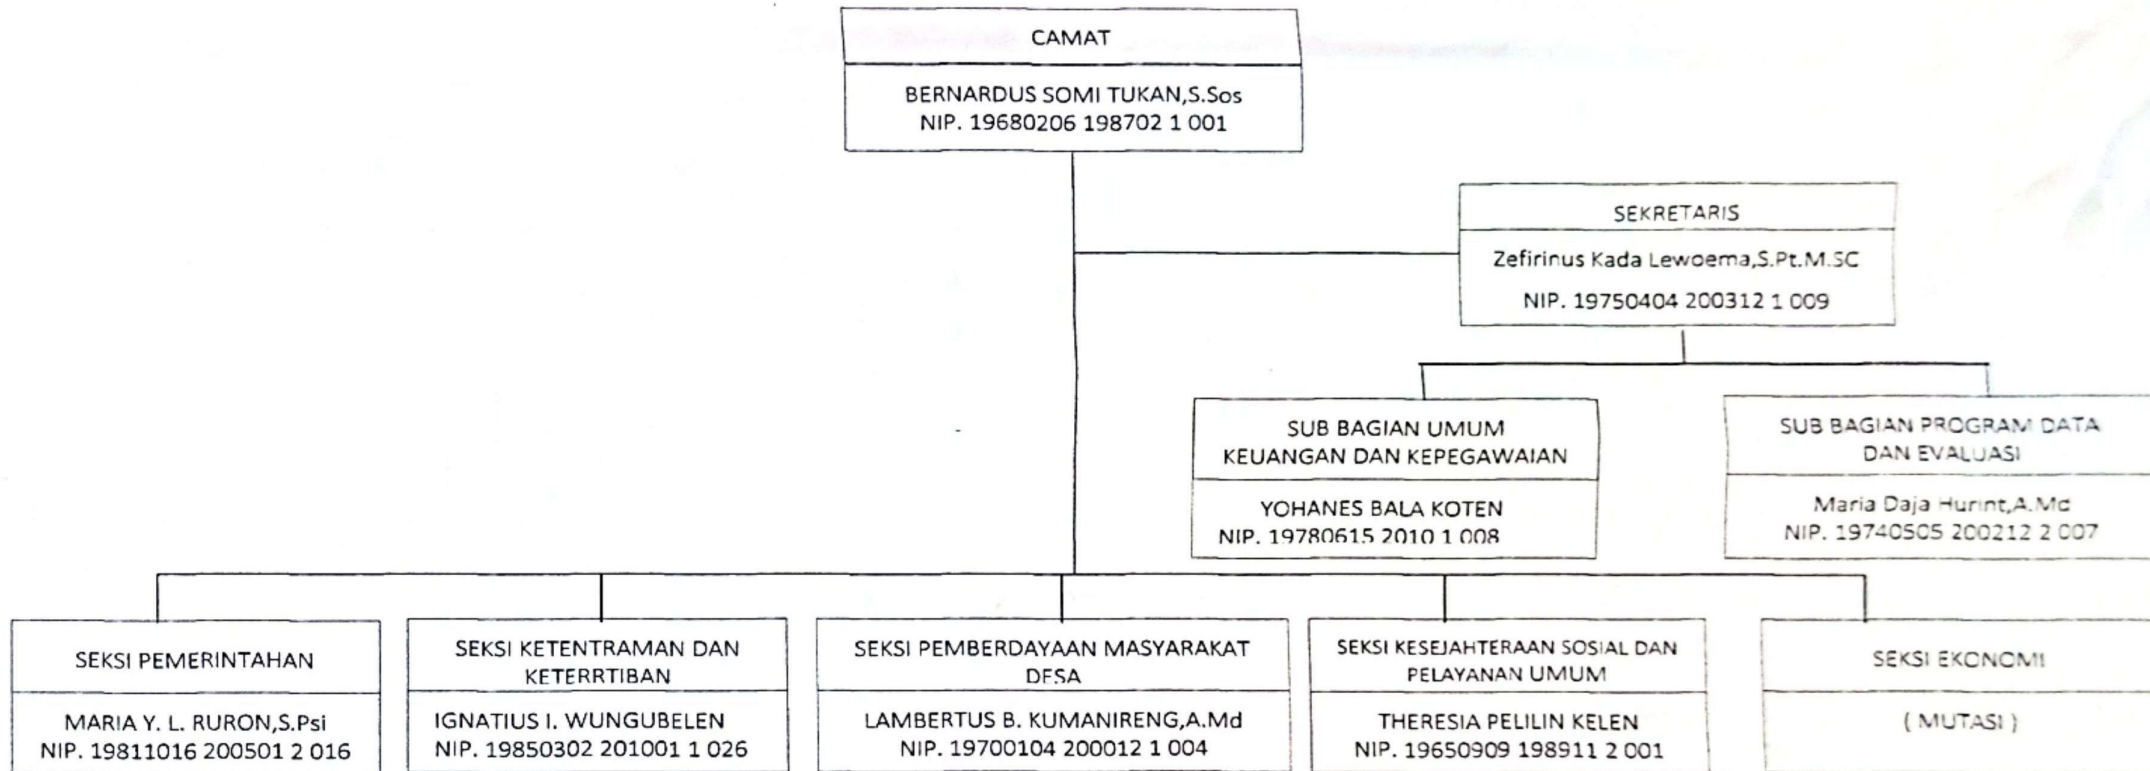 CAMAT
BERNARDUS SOMI TUKAN,S.Sos
NIP. 19680206 198702 1 001
SEKRETARIS
Zefirinus Kada Lewoema,S.Pt.M.SC
NIP. 19750404 200312 1 009
SUB BAGIAN UMUM
KEUANGAN DAN KEPEGAWAIAN
YOHANES BALA KOTEN
NIP. 19780615 2010 1 008
SUB BAGIAN PROGRAM DATA
DAN EVALUASI
Maria Daja Hurint,A.Md
NIP. 19740505 200212 2 007
SEKSI PEMERINTAHAN
MARIA Y. L. RURON,S.Psi
NIP. 19811016 200501 2 016
SEKSI KETENTRAMAN DAN
KETERRTIBAN
IGNATIUS I. WUNGUBELEN
NIP. 19850302 201001 1 026
SEKSI PEMBERDAYAAN MASYARAKAT
DESA
LAMBERTUS B. KUMANIRENG,A.Md
NIP. 19700104 200012 1 004
SEKSI KESEJAHTERAAN SOSIAL DAN
PELAYANAN UMUM
THERESIA PELILIN KELEN
NIP. 19650909 198911 2 001
SEKSI EKONOMI
( MUTASI )